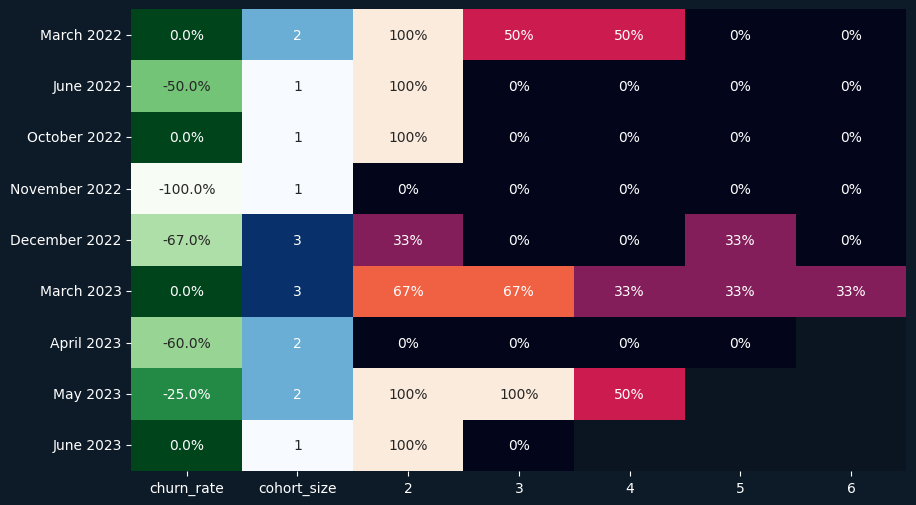 March 2022 0.0% 2 100% 50% 50% 0% 0%
June 2022 -50.0% 1 100% 0% 0% 0% 0%
October 2022 0.0% 1 100% 0% 0% 0% 0%
November 2022 -100.0% 1 0% 0% 0% 0% 0%
December 2022 -67.0% 3 33% 0% 0% 33% 0%
March 2023 0.0% 3 67% 67% 33% 33% 33%
April 2023 -60.0% 2 0% 0% 0% 0%
May 2023 -25.0% 2 100% 100% 50%
June 2023 0.0% 1 100% 0%
churn_rate cohort_size 2 3 4 5 6